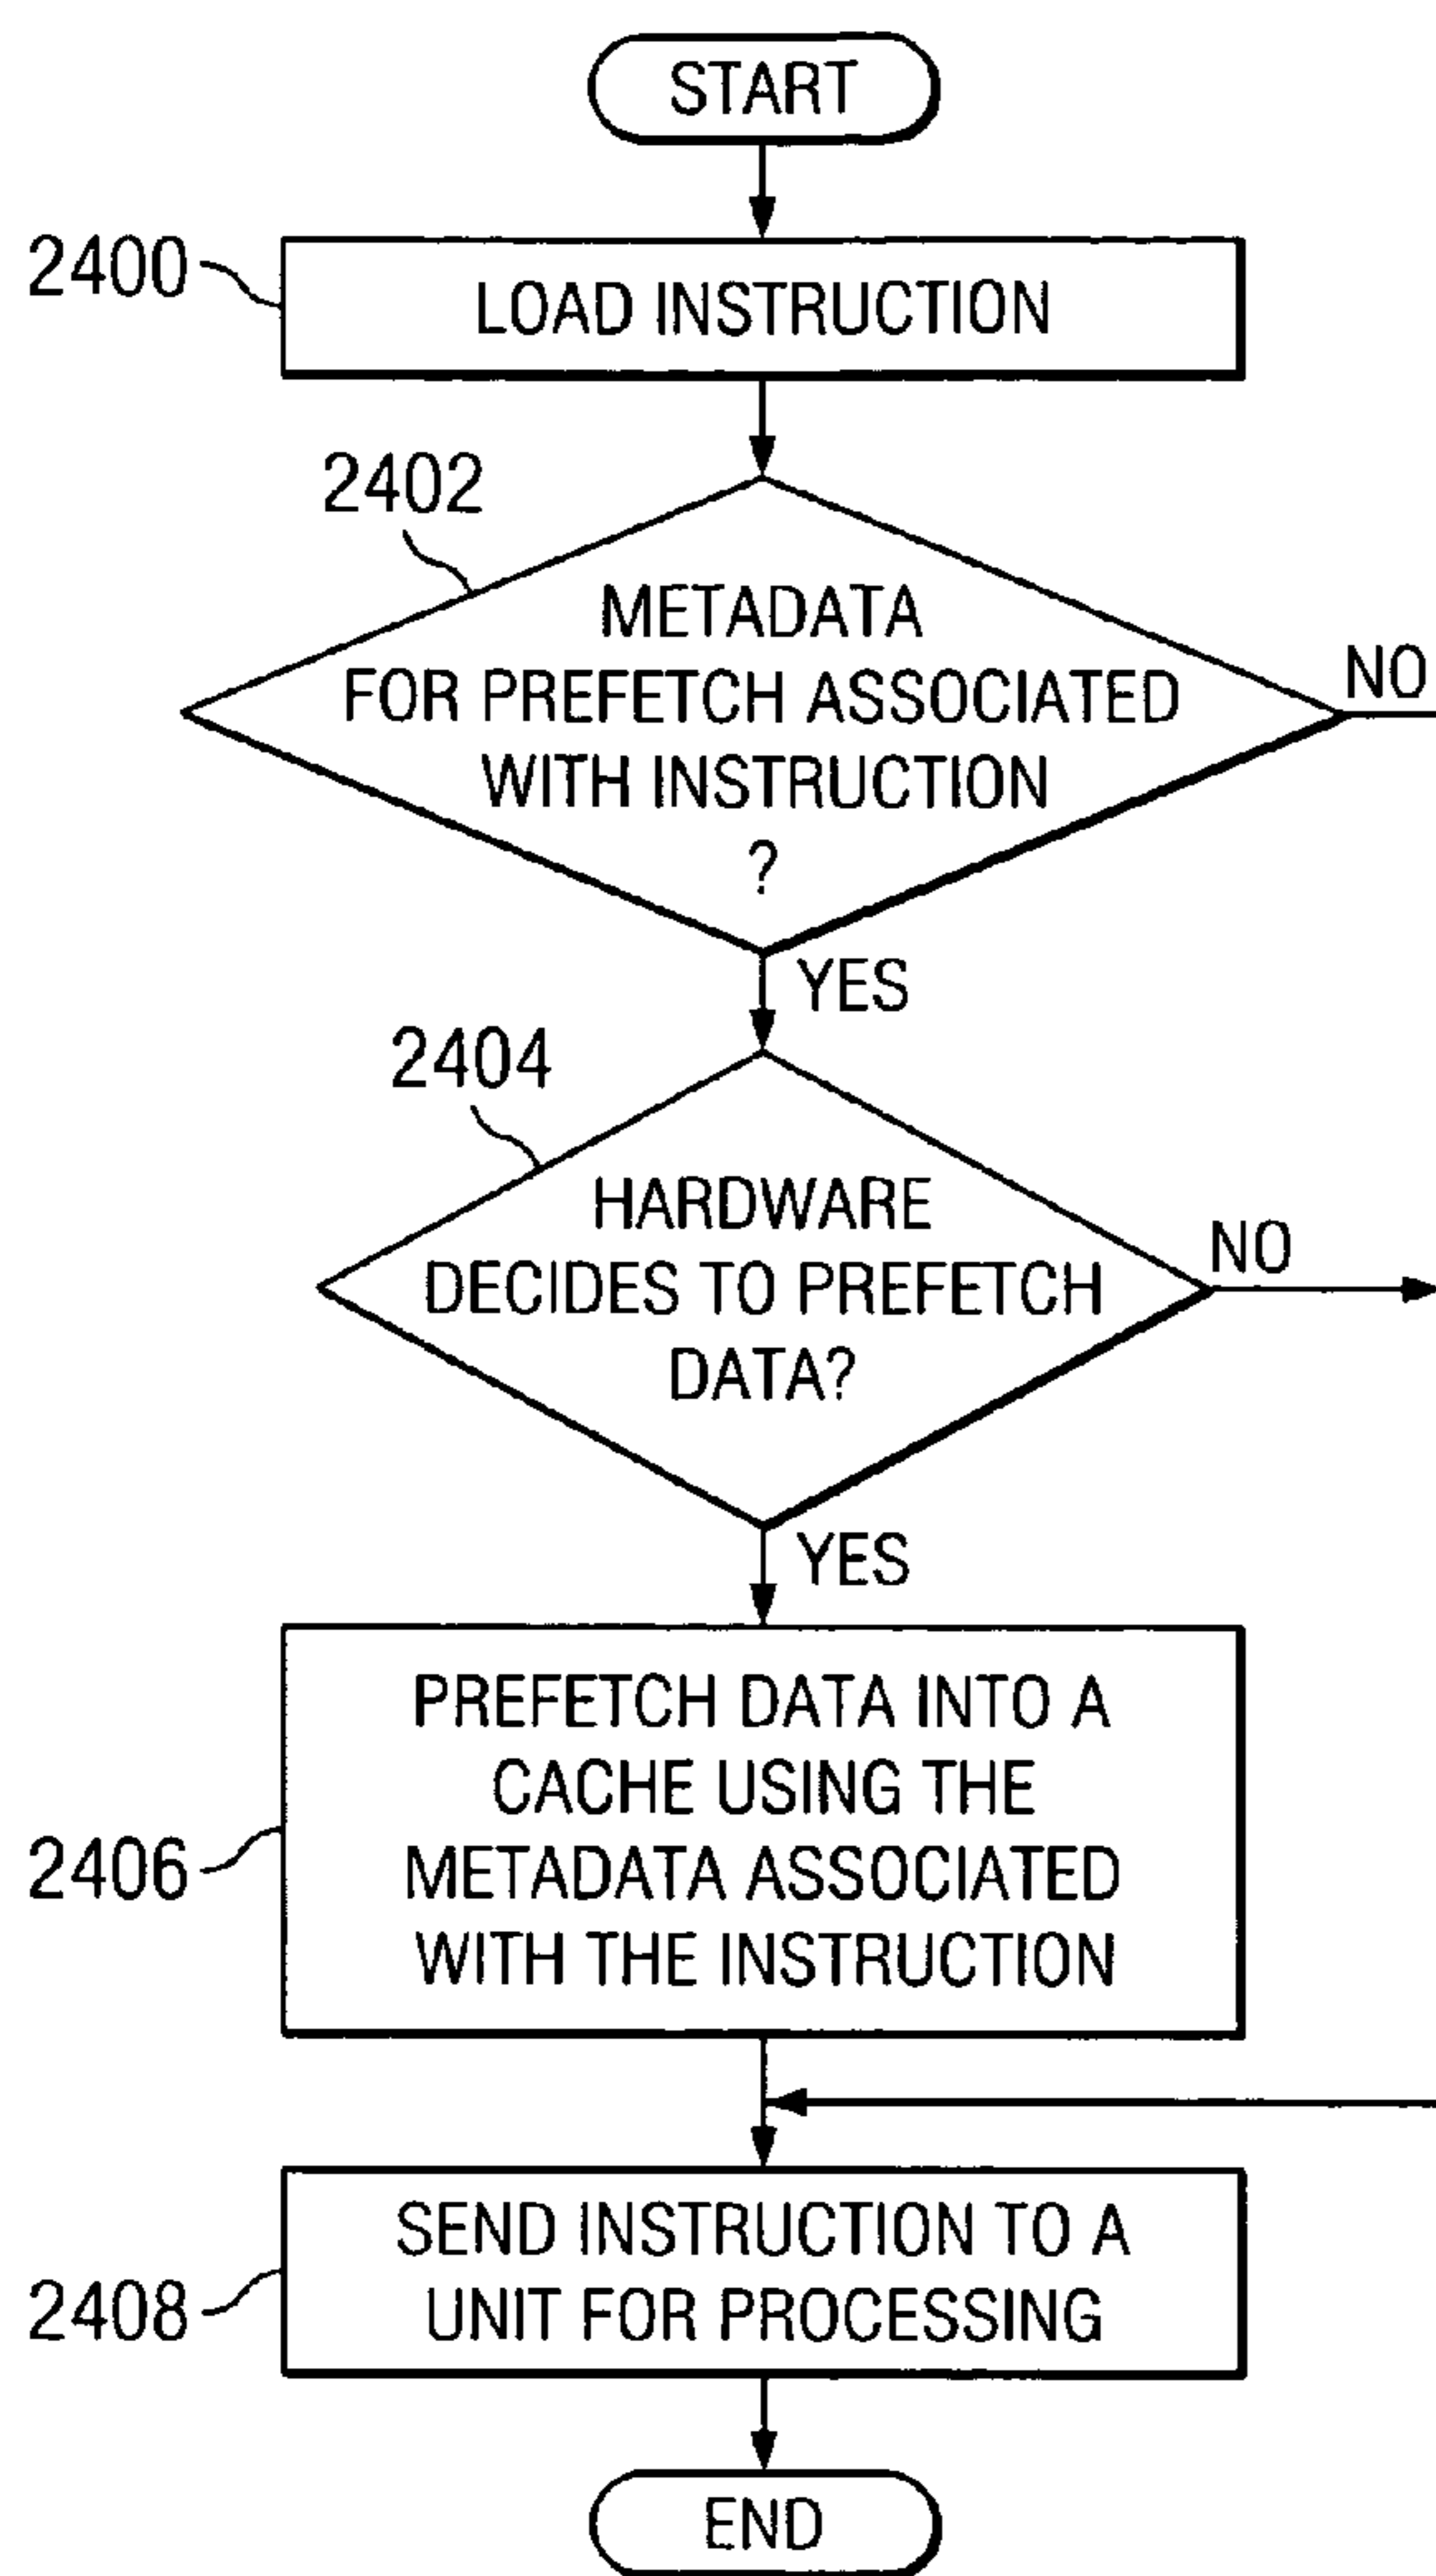 START
2400
LOAD INSTRUCTION
2402
METADATA
FOR PREFETCH ASSOCIATED
WITH INSTRUCTION
?
NO
YES
2404
HARDWARE
DECIDES TO PREFETCH
DATA?
NO
YES
2406
PREFETCH DATA INTO A
CACHE USING THE
METADATA ASSOCIATED
WITH THE INSTRUCTION
2408
SEND INSTRUCTION TO A
UNIT FOR PROCESSING
END